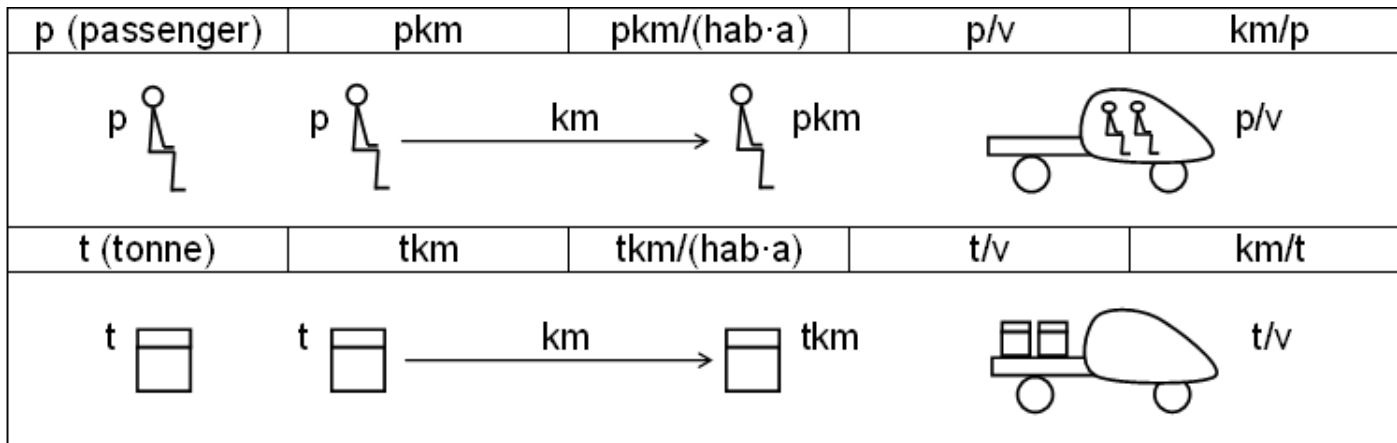 p (passenger) pkm pkm/(hab·a) p/v km/p
p p km pkm p/v
t (tonne) tkm tkm/(hab·a) t/v km/t
t t km tkm t/v